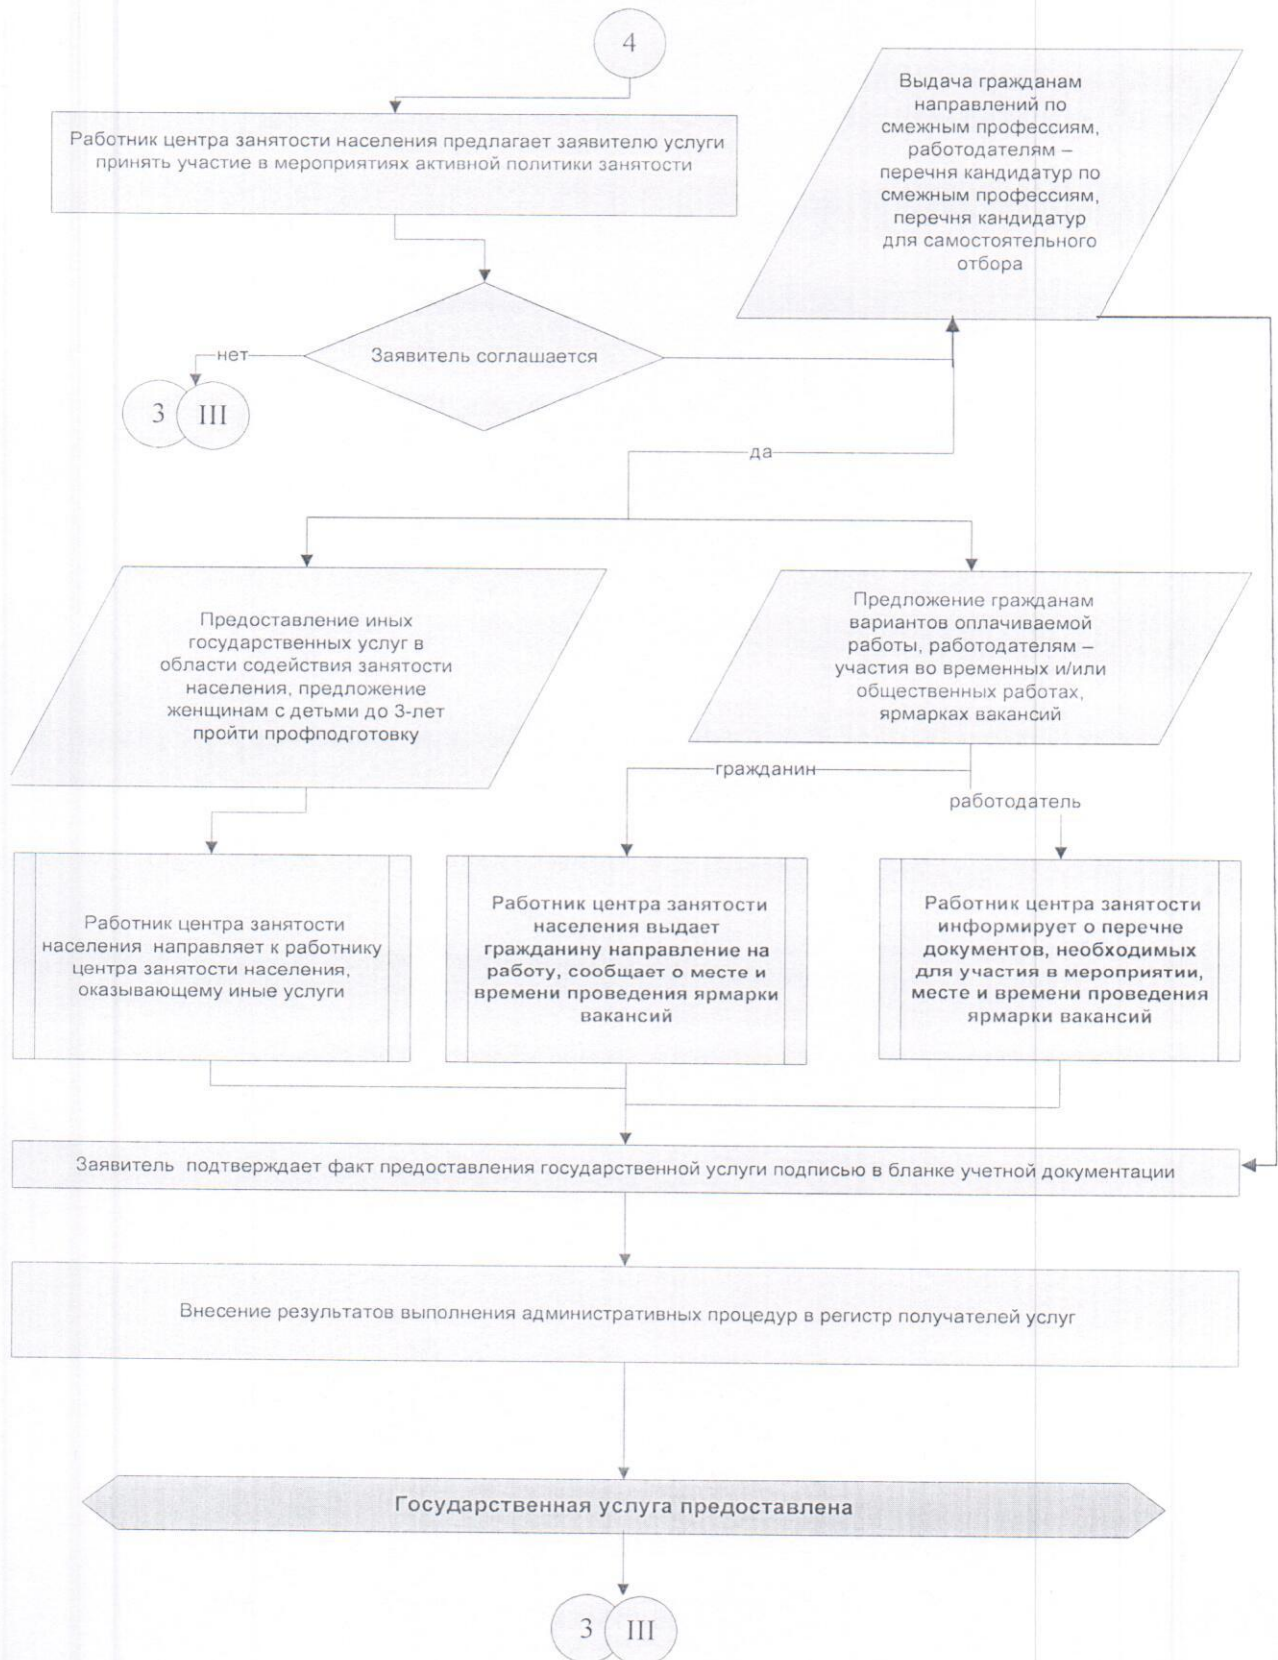 4
Работник центра занятости населения предлагает заявителю услуги
принять участие в мероприятиях активной политики занятости
Выдача гражданам
направлений по
смежным профессиям,
работодателям –
перечня кандидатур по
смежным профессиям,
перечня кандидатур
для самостоятельного
отбора
Заявитель соглашается
нет
3 III
да
Предоставление иных
государственных услуг в
области содействия занятости
населения, предложение
женщинам с детьми до 3-лет
пройти профподготовку
Предложение гражданам
вариантов оплачиваемой
работы, работодателям –
участия во временных и/или
общественных работах,
ярмарках вакансий
гражданин
работодатель
Работник центра занятости
населения направляет к работнику
центра занятости населения,
оказывающему иные услуги
Работник центра занятости
населения выдает
гражданину направление на
работу, сообщает о месте и
времени проведения ярмарки
вакансий
Работник центра занятости
информирует о перечне
документов, необходимых
для участия в мероприятии,
месте и времени проведения
ярмарки вакансий
Заявитель подтверждает факт предоставления государственной услуги подписью в бланке учетной документации
Внесение результатов выполнения административных процедур в регистр получателей услуг
Государственная услуга предоставлена
3 III